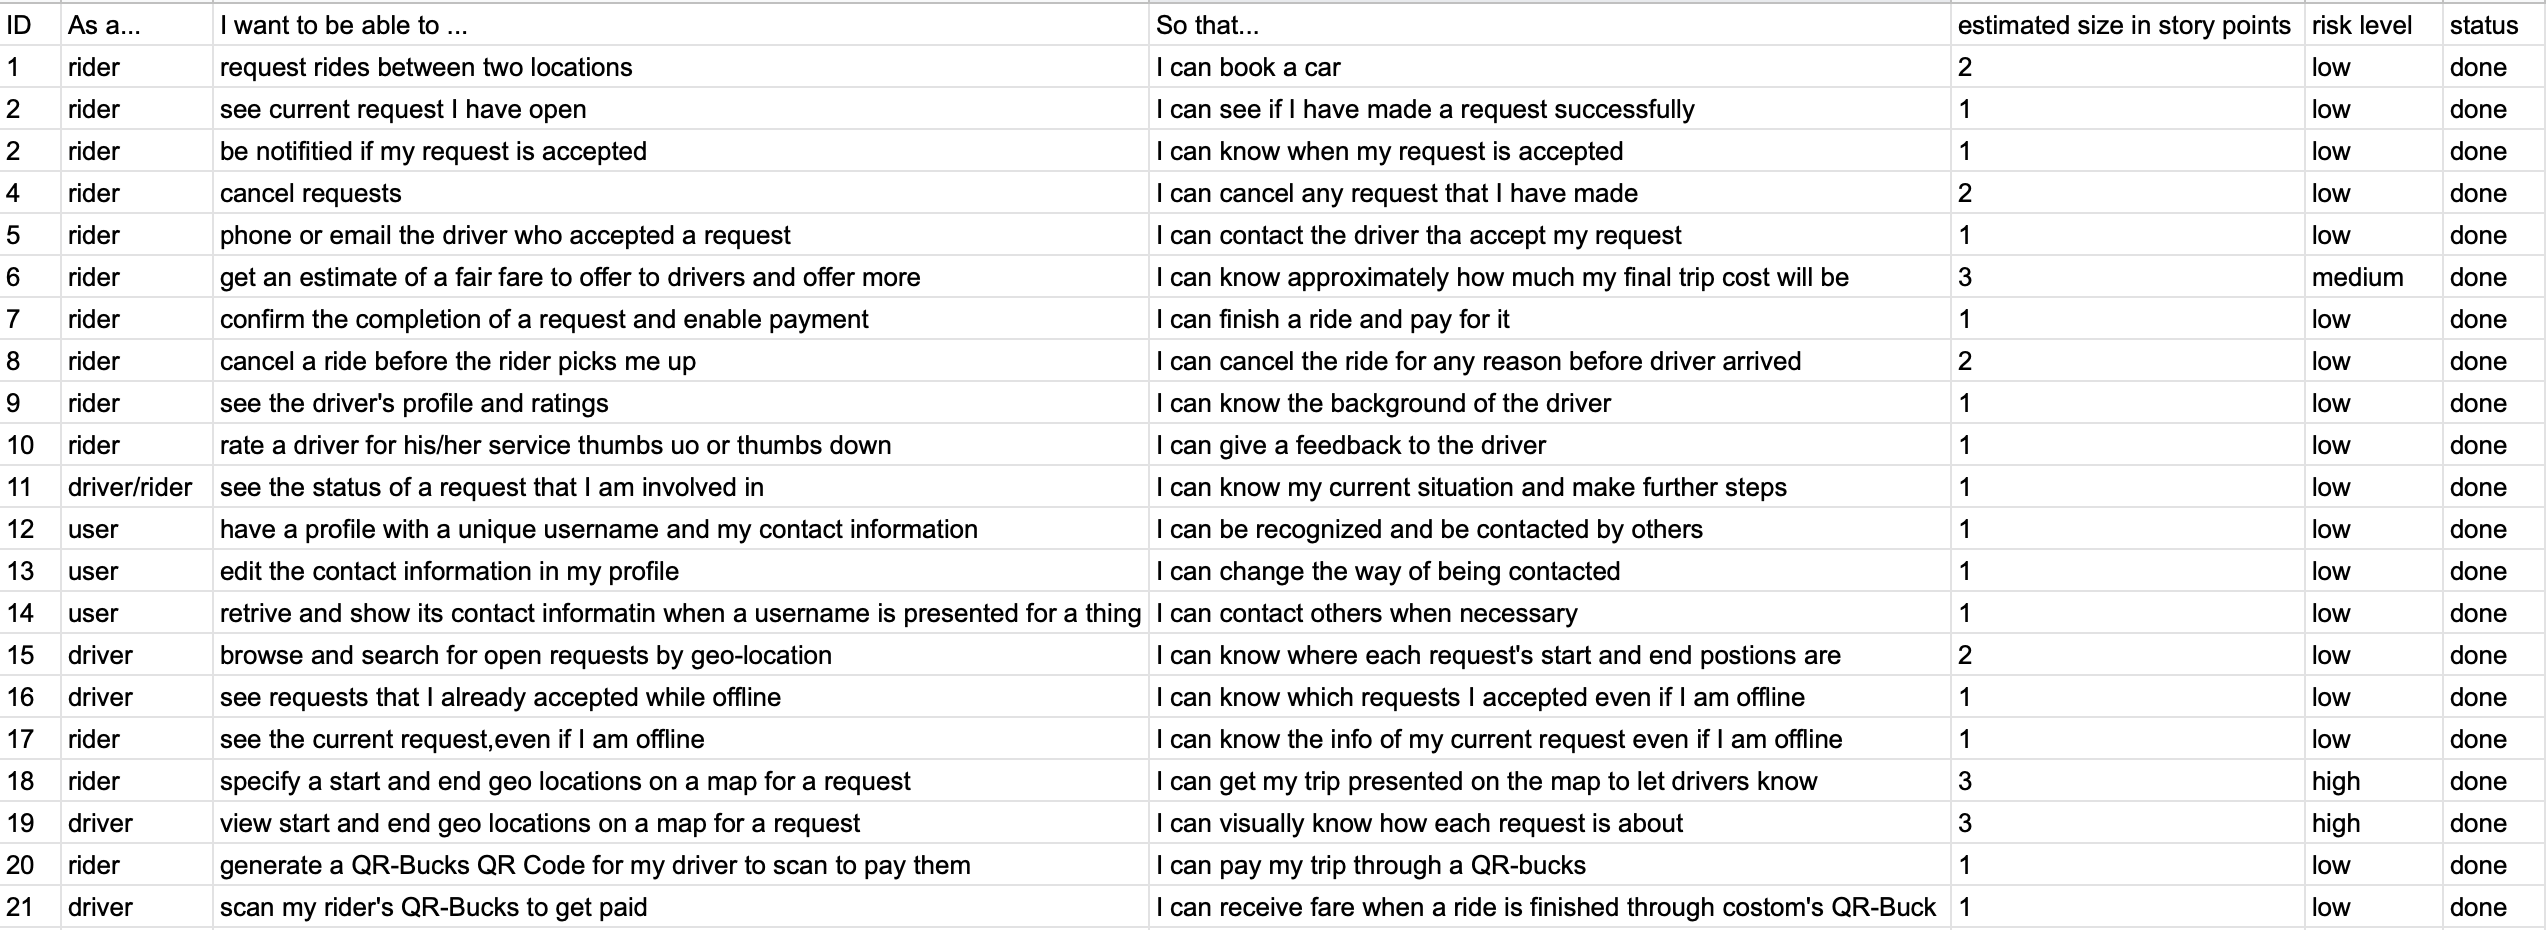 ID As a... I want to be able to ... So that... estimated size in story points risk level status
1 rider request rides between two locations I can book a car 2 low done
2 rider see current request I have open I can see if I have made a request successfully 1 low done
2 rider be notifitied if my request is accepted I can know when my request is accepted 1 low done
4 rider cancel requests I can cancel any request that I have made 2 low done
5 rider phone or email the driver who accepted a request I can contact the driver tha accept my request 1 low done
6 rider get an estimate of a fair fare to offer to drivers and offer more I can know approximately how much my final trip cost will be 3 medium done
7 rider confirm the completion of a request and enable payment I can finish a ride and pay for it 1 low done
8 rider cancel a ride before the rider picks me up I can cancel the ride for any reason before driver arrived 2 low done
9 rider see the driver's profile and ratings I can know the background of the driver 1 low done
10 rider rate a driver for his/her service thumbs uo or thumbs down I can give a feedback to the driver 1 low done
11 driver/rider see the status of a request that I am involved in I can know my current situation and make further steps 1 low done
12 user have a profile with a unique username and my contact information I can be recognized and be contacted by others 1 low done
13 user edit the contact information in my profile I can change the way of being contacted 1 low done
14 user retrive and show its contact informatin when a username is presented for a thing I can contact others when necessary 1 low done
15 driver browse and search for open requests by geo-location I can know where each request's start and end postions are 2 low done
16 driver see requests that I already accepted while offline I can know which requests I accepted even if I am offline 1 low done
17 rider see the current request,even if I am offline I can know the info of my current request even if I am offline 1 low done
18 rider specify a start and end geo locations on a map for a request I can get my trip presented on the map to let drivers know 3 high done
19 driver view start and end geo locations on a map for a request I can visually know how each request is about 3 high done
20 rider generate a QR-Bucks QR Code for my driver to scan to pay them I can pay my trip through a QR-bucks 1 low done
21 driver scan my rider's QR-Bucks to get paid I can receive fare when a ride is finished through costom's QR-Buck 1 low done